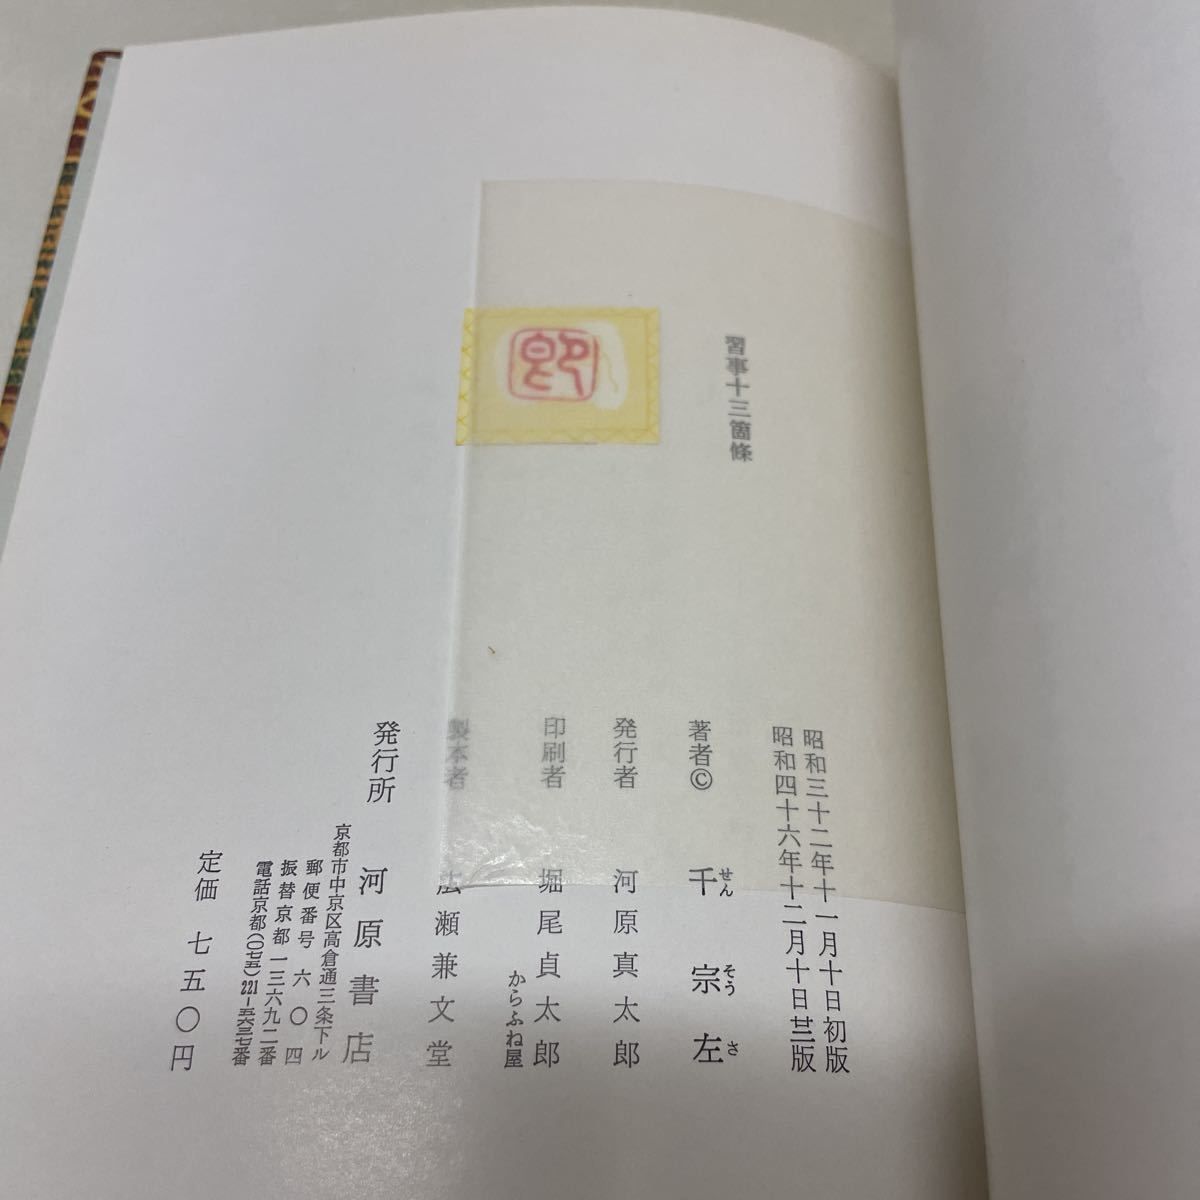 習事十三箇條
昭和三十二年十一月十日初版
昭和四十六年十二月十日廿三版
著者© 千宗左
せん そう さ
発行者 河原真太郎
印刷者 堀尾貞太郎
からふね屋
製本者 広瀬兼文堂
発行所 河原書店
京都市中京区高倉通三条下ル
郵便番号 六〇四
振替京都一三六九二番
電話京都(〇七五)221-五六三七番
定価 七五〇円